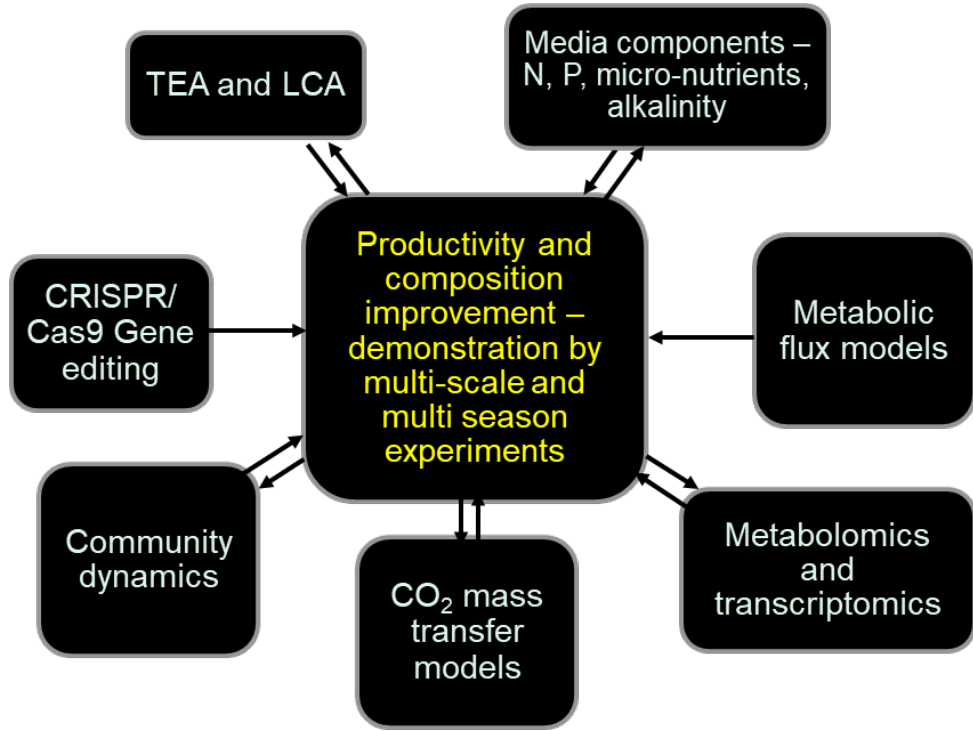 TEA and LCA
Media components –
N, P, micro-nutrients,
alkalinity
Productivity and
composition
improvement –
demonstration by
multi-scale and
multi season
experiments
CRISPR/
Cas9 Gene
editing
Metabolic
flux models
Community
dynamics
CO₂ mass
transfer
models
Metabolomics
and
transcriptomics